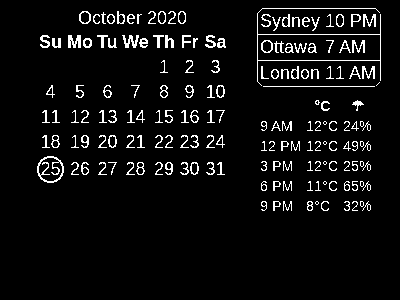 October 2020
Su Mo Tu We Th Fr Sa
1 2 3
4 5 6 7 8 9 10
11 12 13 14 15 16 17
18 19 20 21 22 23 24
25 26 27 28 29 30 31
Sydney 10 PM
Ottawa 7 AM
London 11 AM
°C ☂
9 AM 12°C 24%
12 PM 12°C 49%
3 PM 12°C 25%
6 PM 11°C 65%
9 PM 8°C 32%